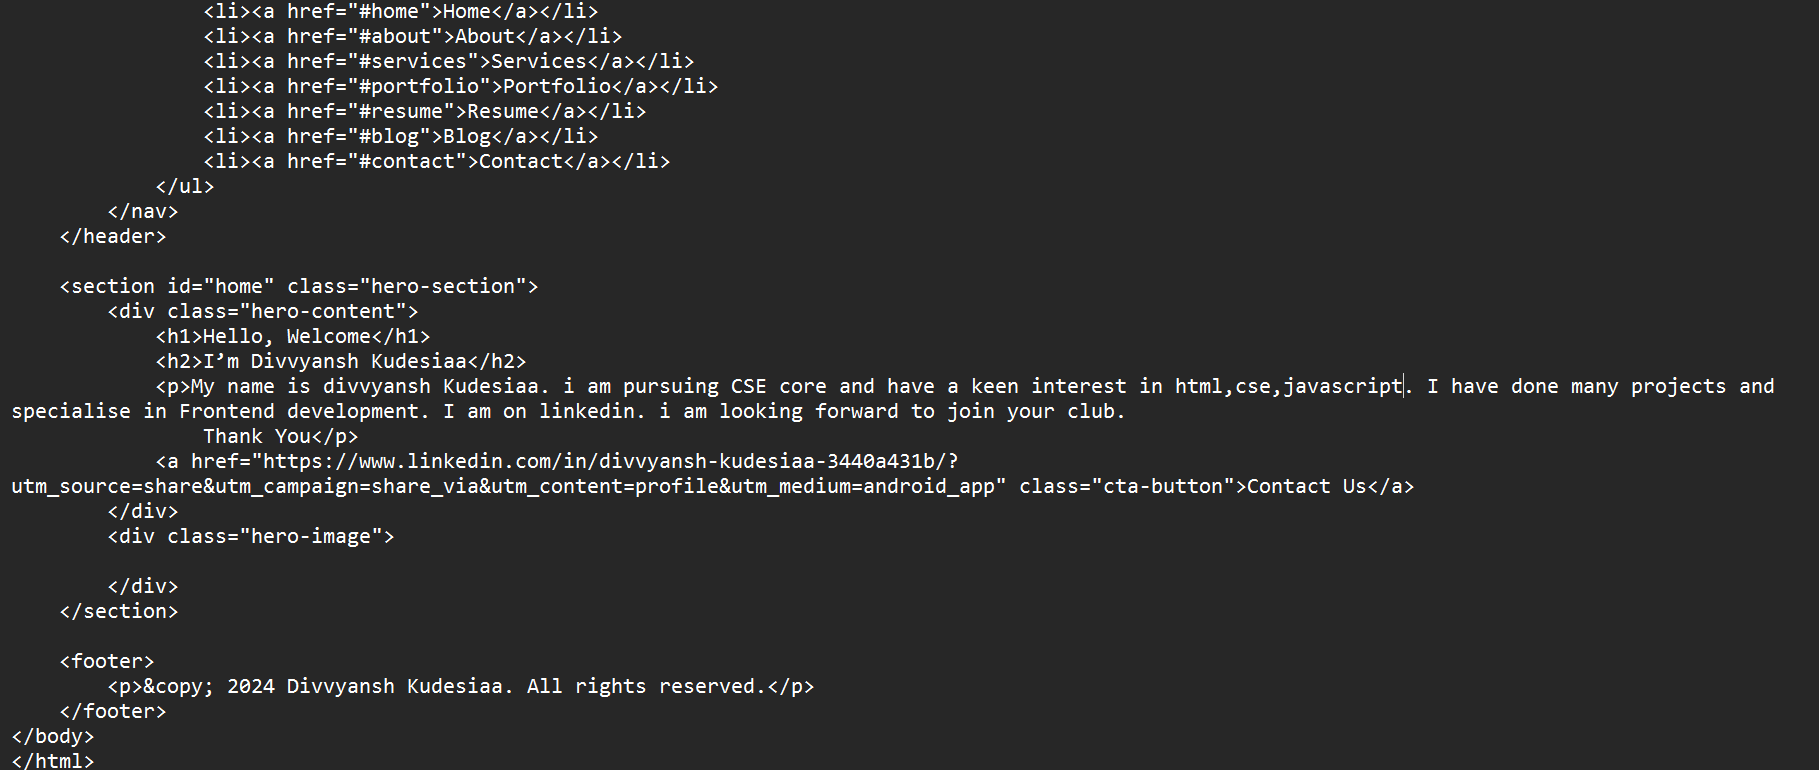 <li><a href="#home">Home</a></li>
<li><a href="#about">About</a></li>
<li><a href="#services">Services</a></li>
<li><a href="#portfolio">Portfolio</a></li>
<li><a href="#resume">Resume</a></li>
<li><a href="#blog">Blog</a></li>
<li><a href="#contact">Contact</a></li>
</ul>
</nav>
</header>
<section id="home" class="hero-section">
<div class="hero-content">
<h1>Hello, Welcome</h1>
<h2>I’m Divvyansh Kudesiaa</h2>
<p>My name is divvyansh Kudesiaa. i am pursuing CSE core and have a keen interest in html,cse,javascript. I have done many projects and
specialise in Frontend development. I am on linkedin. i am looking forward to join your club.
Thank You</p>
<a href="https://www.linkedin.com/in/divvyansh-kudesiaa-3440a431b/?
utm_source=share&utm_campaign=share_via&utm_content=profile&utm_medium=android_app" class="cta-button">Contact Us</a>
</div>
<div class="hero-image">
</div>
</section>
<footer>
<p>&copy; 2024 Divvyansh Kudesiaa. All rights reserved.</p>
</footer>
</body>
</html>